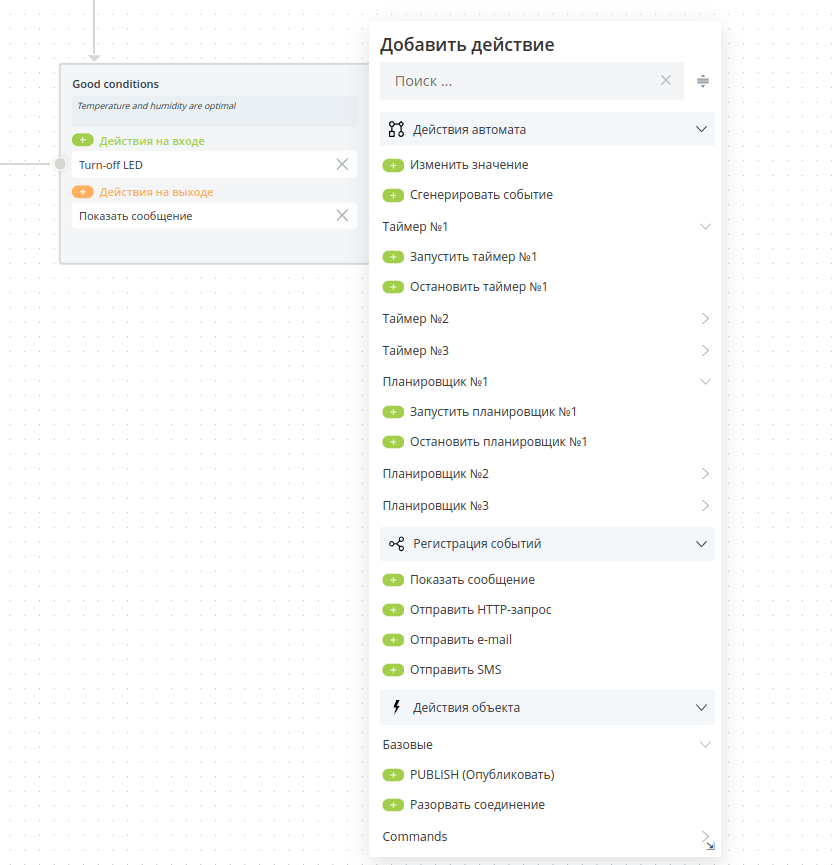 Good conditions
Temperature and humidity are optimal
Действия на входе
Turn-off LED
Действия на выходе
Показать сообщение
Добавить действие
Поиск ...
Действия автомата
Изменить значение
Сгенерировать событие
Таймер №1
Запустить таймер №1
Остановить таймер №1
Таймер №2
Таймер №3
Планировщик №1
Запустить планировщик №1
Остановить планировщик №1
Планировщик №2
Планировщик №3
Регистрация событий
Показать сообщение
Отправить HTTP-запрос
Отправить e-mail
Отправить SMS
Действия объекта
Базовые
PUBLISH (Опубликовать)
Разорвать соединение
Commands